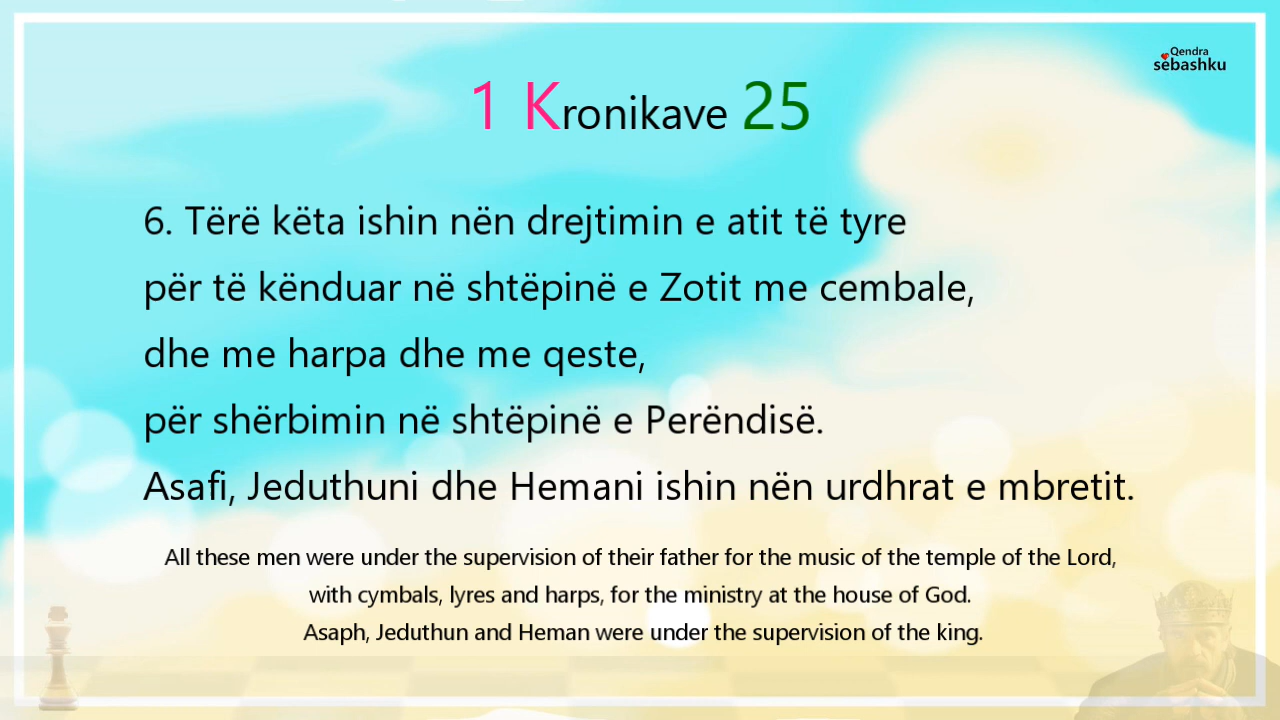 Qendra
sëbashku
1 Kronikave 25
6. Tërë këta ishin nën drejtimin e atit të tyre
për të kënduar në shtëpinë e Zotit me cembale,
dhe me harpa dhe me qeste,
për shërbimin në shtëpinë e Perëndisë.
Asafi, Jeduthuni dhe Hemani ishin nën urdhrat e mbretit.
All these men were under the supervision of their father for the music of the temple of the Lord,
with cymbals, lyres and harps, for the ministry at the house of God.
Asaph, Jeduthun and Heman were under the supervision of the king.